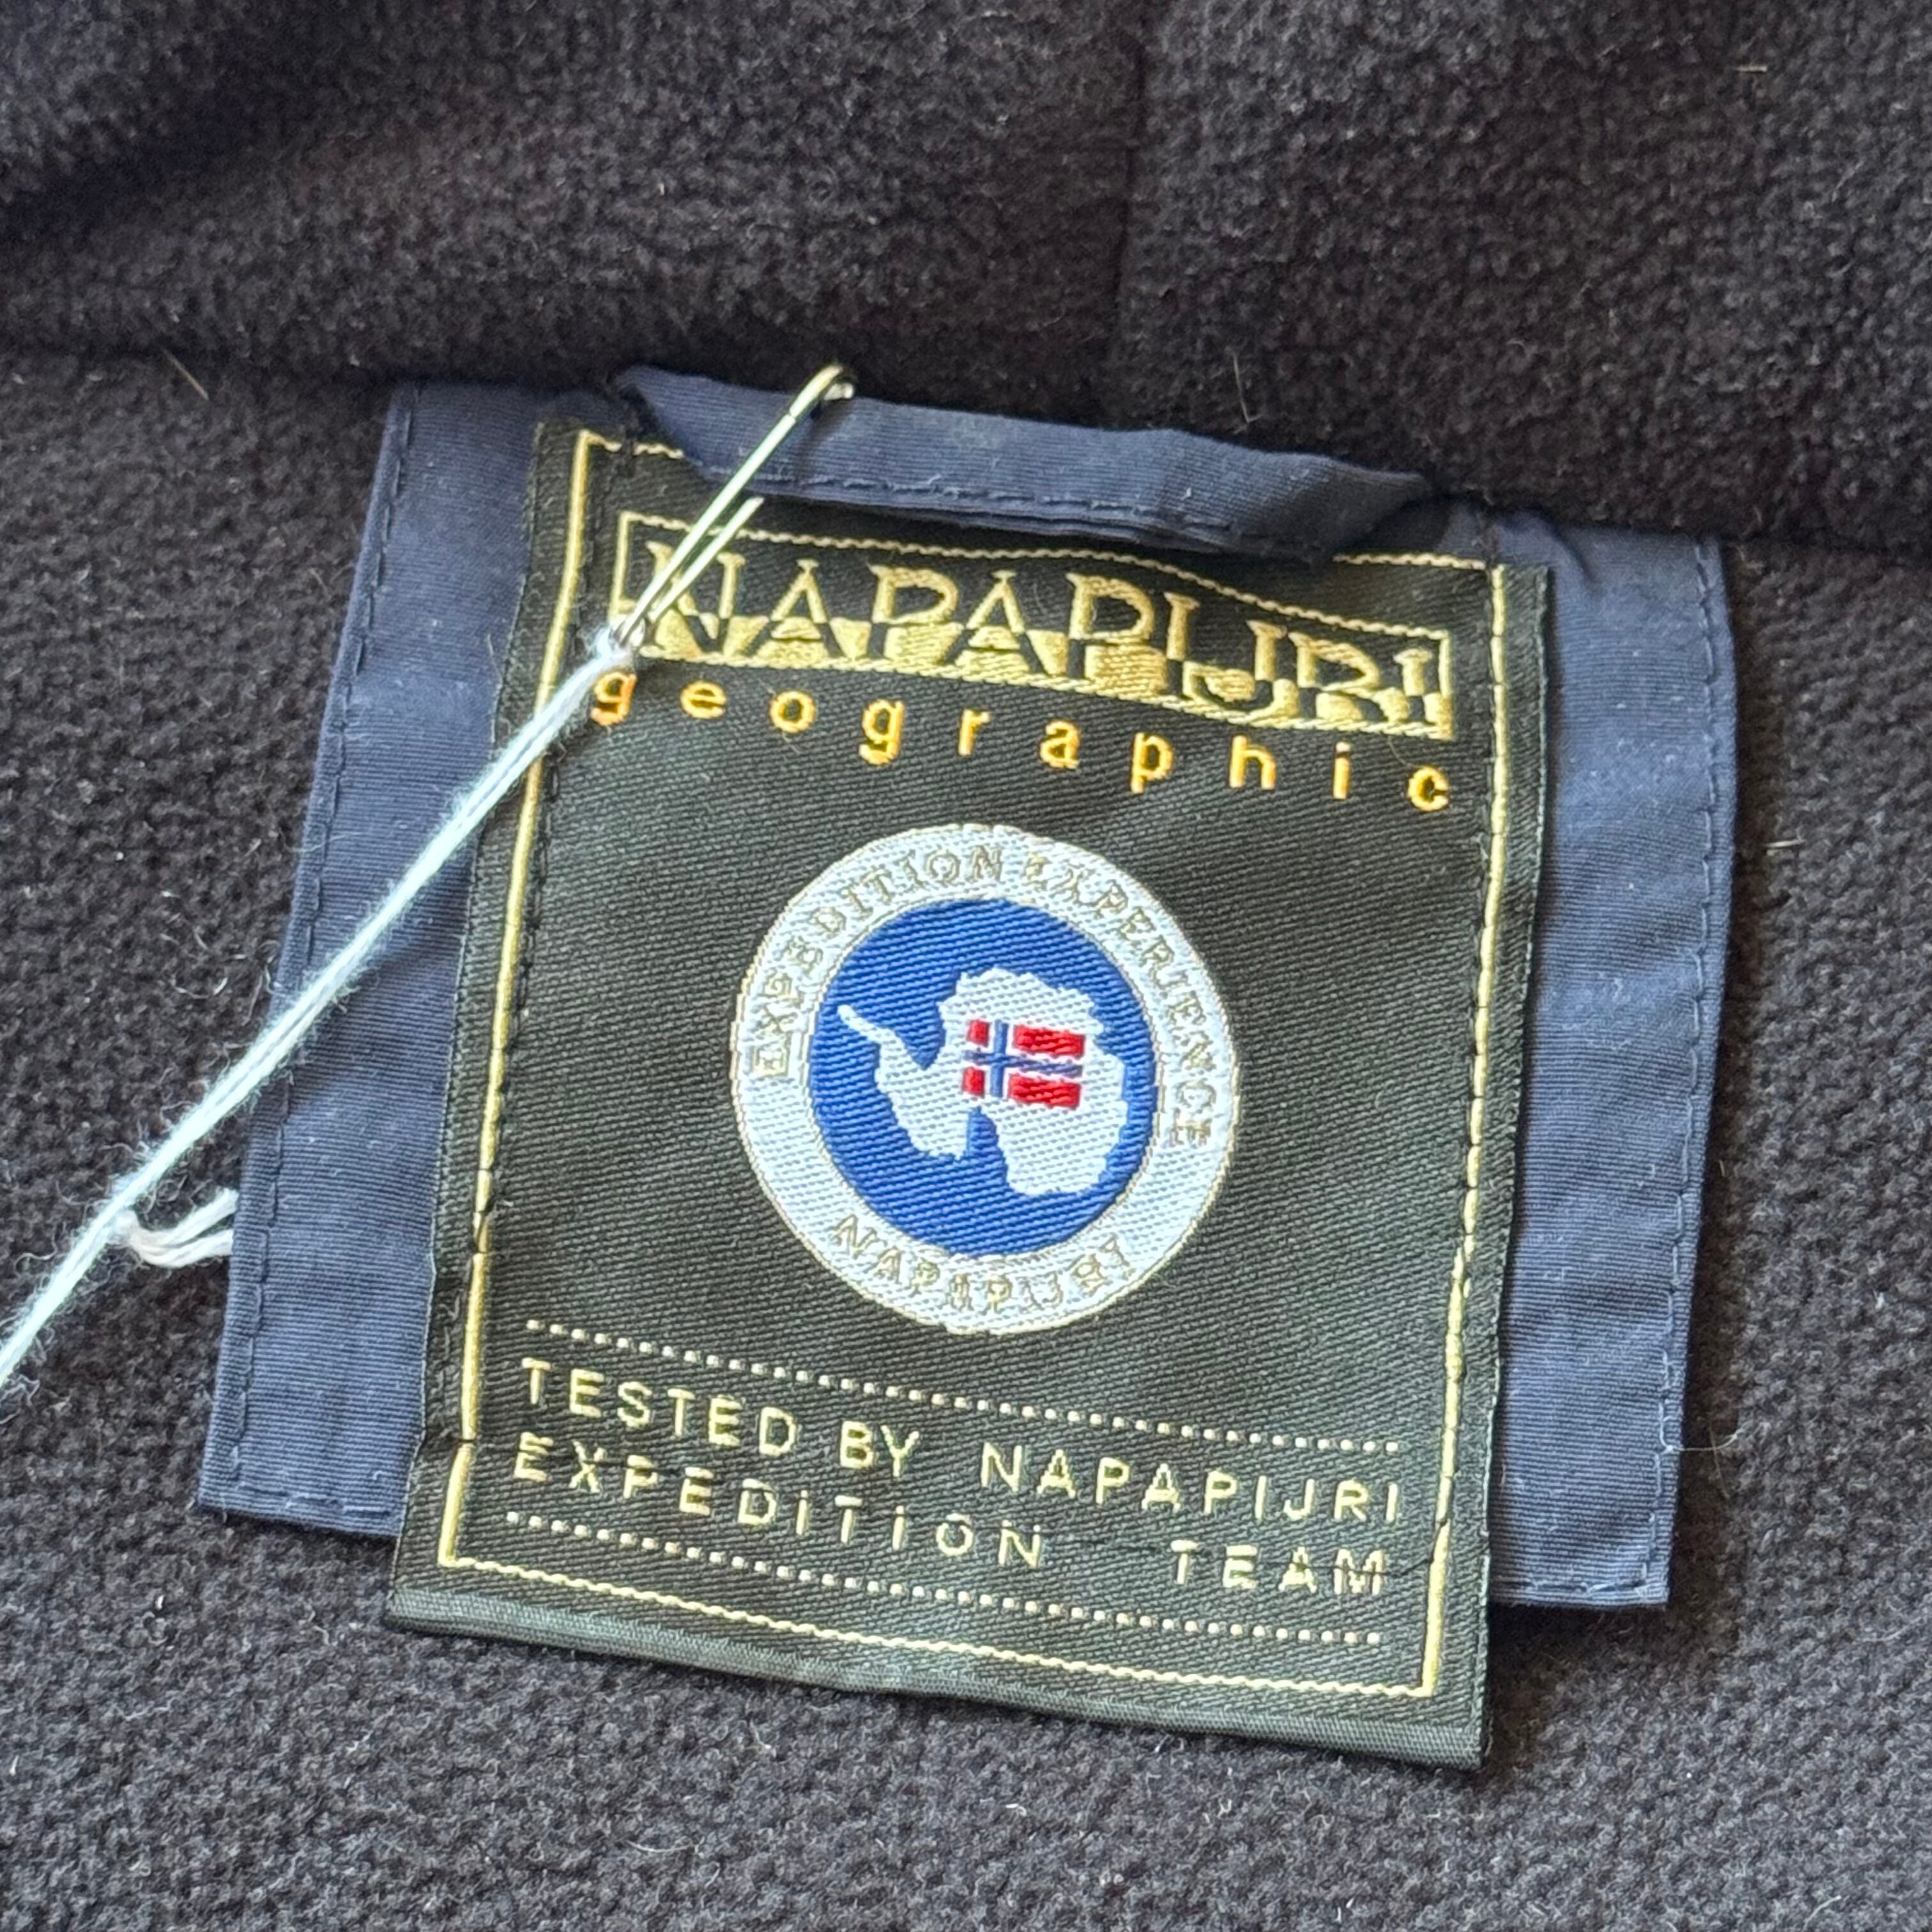 NAPAPIJRI
geographic
EXPEDITION EXPERIENCE
NAPAPIJRI
TESTED BY NAPAPIJRI
EXPEDITION TEAM